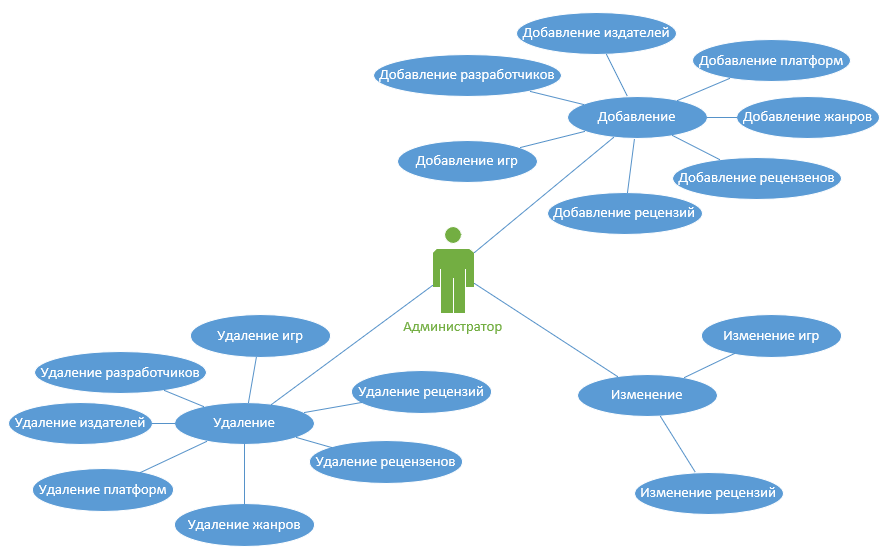 Добавление издателей
Добавление платформ
Добавление разработчиков
Добавление
Добавление жанров
Добавление игр
Добавление рецензенов
Добавление рецензий
Администратор
Удаление игр
Изменение игр
Удаление разработчиков
Удаление рецензий
Изменение
Удаление издателей
Удаление
Удаление рецензенов
Удаление платформ
Изменение рецензий
Удаление жанров